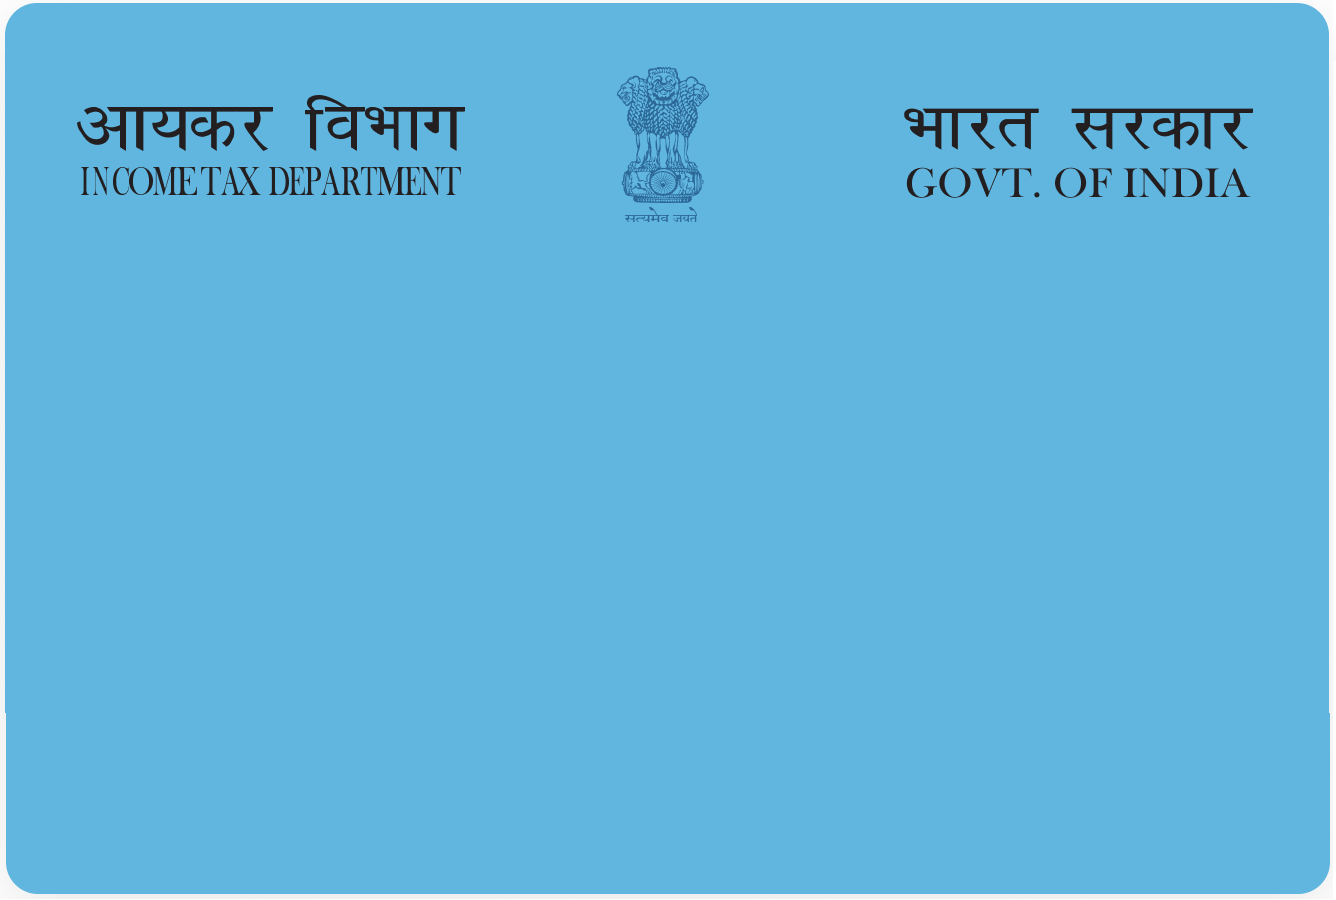 आयकर विभाग
INCOME TAX DEPARTMENT
सत्यमेव जयते
भारत सरकार
GOVT. OF INDIA